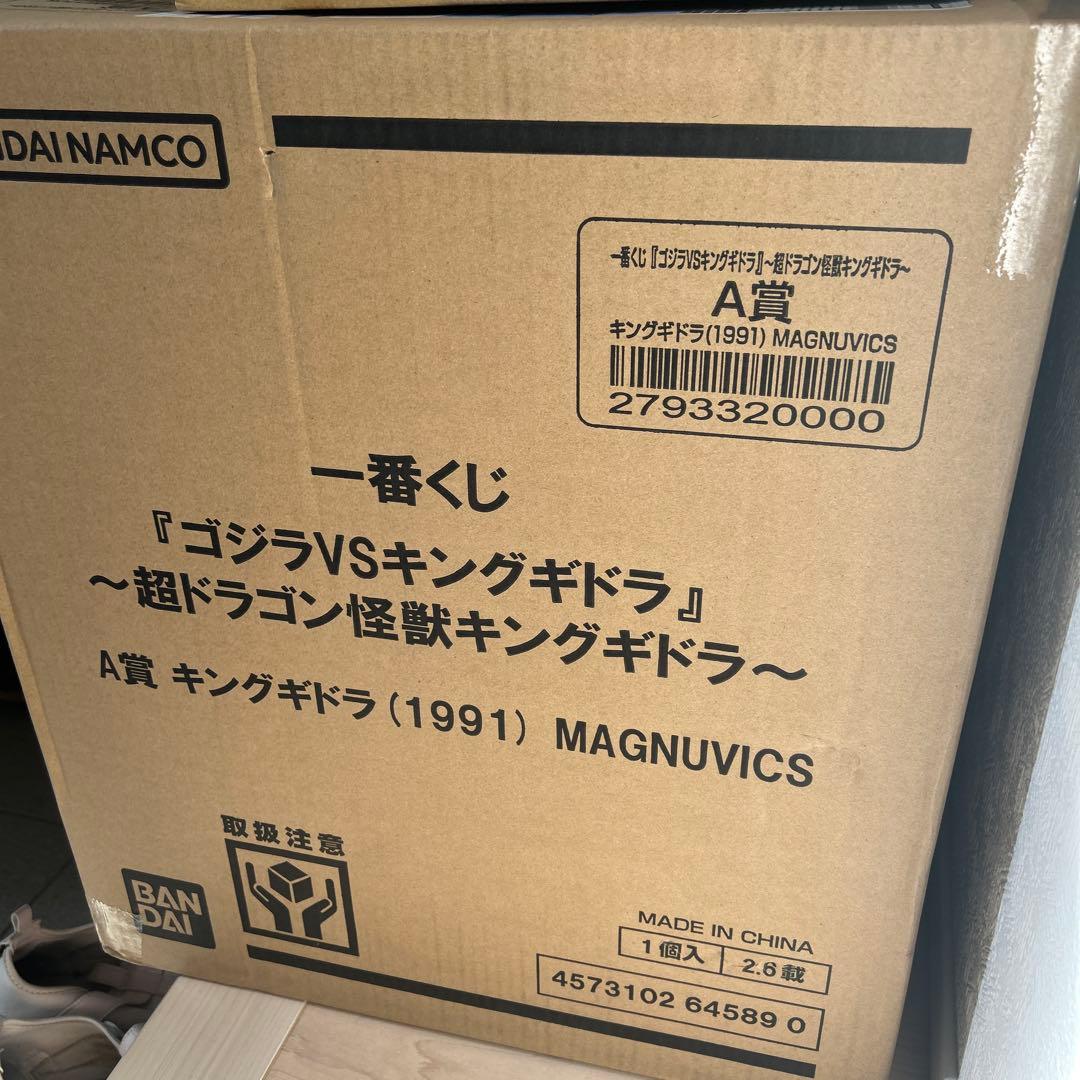 NDAI NAMCO
一番くじ『ゴジラVSキングギドラ』～超ドラゴン怪獣キングギドラ～
A賞
キングギドラ(1991) MAGNUVICS
2793320000
一番くじ
『ゴジラVSキングギドラ』
～超ドラゴン怪獣キングギドラ～
A賞 キングギドラ(1991) MAGNUVICS
取扱注意
BAN
DAI
MADE IN CHINA
1個入 2.6載
4573102 64589 0